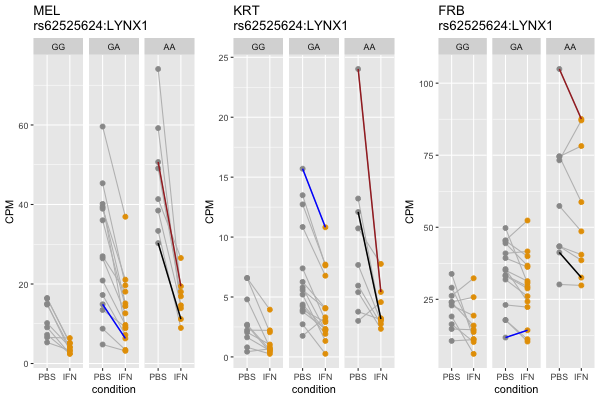 MEL
rs62525624:LYNX1
GG GA AA
60
40
20
0
CPM
PBS IFN PBS IFN PBS IFN
condition
KRT
rs62525624:LYNX1
GG GA AA
25
20
15
10
5
0
CPM
PBS IFN PBS IFN PBS IFN
condition
FRB
rs62525624:LYNX1
GG GA AA
100
75
50
25
CPM
PBS IFN PBS IFN PBS IFN
condition